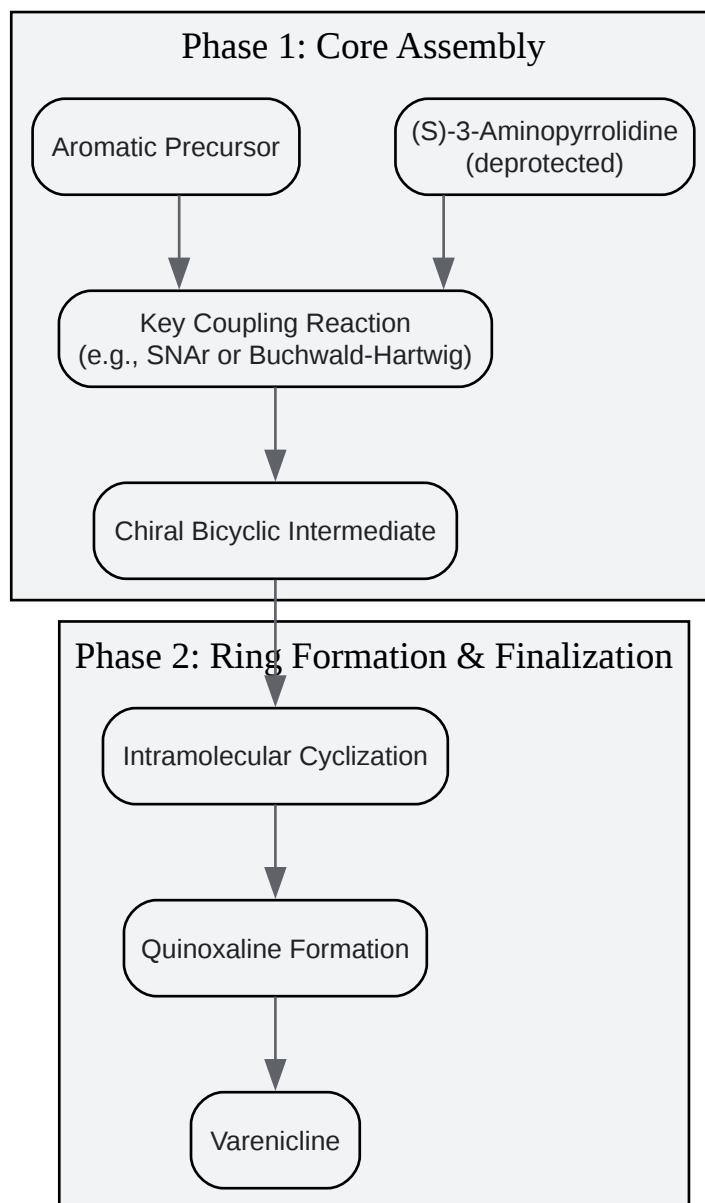 Phase 1: Core Assembly
Aromatic Precursor
(S)-3-Aminopyrrolidine
(deprotected)
Key Coupling Reaction
(e.g., SNAr or Buchwald-Hartwig)
Chiral Bicyclic Intermediate
Phase 2: Ring Formation & Finalization
Intramolecular Cyclization
Quinoxaline Formation
Varenicline